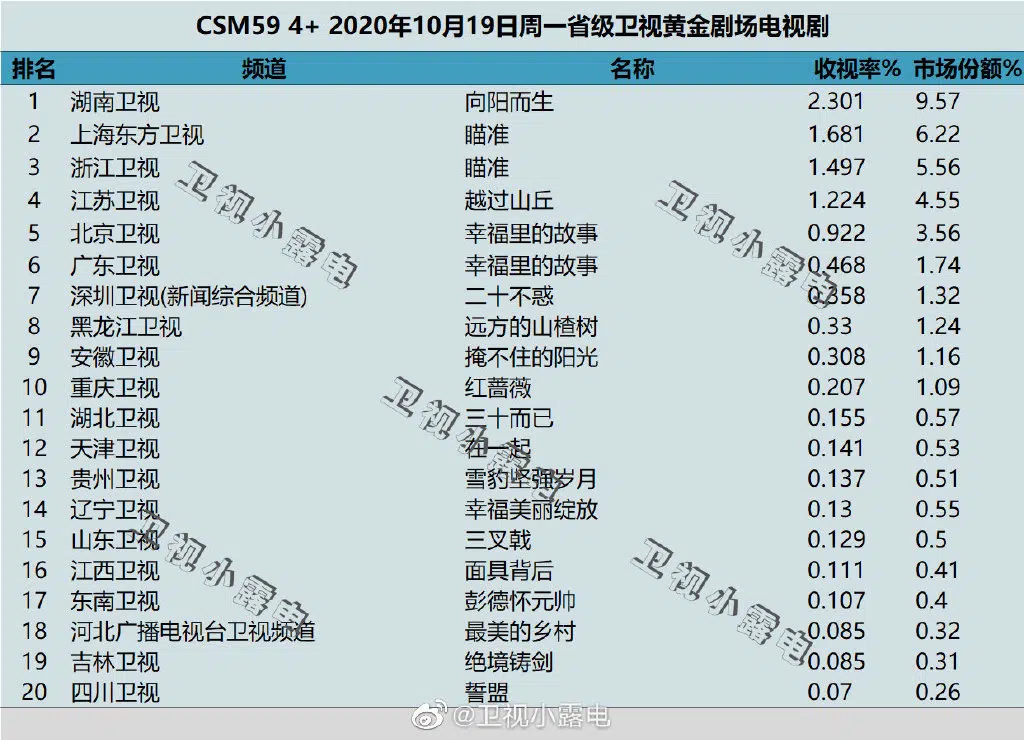 CSM59 4+ 2020年10月19日周一省级卫视黄金剧场电视剧
排名 频道 名称 收视率% 市场份额%
1 湖南卫视 向阳而生 2.301 9.57
2 上海东方卫视 瞄准 1.681 6.22
3 浙江卫视 瞄准 1.497 5.56
4 江苏卫视 越过山丘 1.224 4.55
5 北京卫视 幸福里的故事 0.922 3.56
6 广东卫视 幸福里的故事 0.468 1.74
7 深圳卫视(新闻综合频道) 二十不惑 0.358 1.32
8 黑龙江卫视 远方的山楂树 0.33 1.24
9 安徽卫视 掩不住的阳光 0.308 1.16
10 重庆卫视 红蔷薇 0.207 1.09
11 湖北卫视 三十而已 0.155 0.57
12 天津卫视 在一起 0.141 0.53
13 贵州卫视 雪豹坚强岁月 0.137 0.51
14 辽宁卫视 幸福美丽绽放 0.13 0.55
15 山东卫视 三叉戟 0.129 0.5
16 江西卫视 面具背后 0.111 0.41
17 东南卫视 彭德怀元帅 0.107 0.4
18 河北广播电视台卫视频道 最美的乡村 0.085 0.32
19 吉林卫视 绝境铸剑 0.085 0.31
20 四川卫视 誓盟 0.07 0.26
卫视小露电
卫视小露电
卫视小露电
卫视小露电
卫视小露电
@卫视小露电